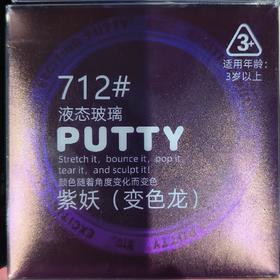 3+
适用年龄:
3岁以上
712#
液态玻璃
PUTTY
Stretch it, bounce it, pop it
tear it, and sculpt it!
颜色随着角度变化而变色
紫妖（变色龙）